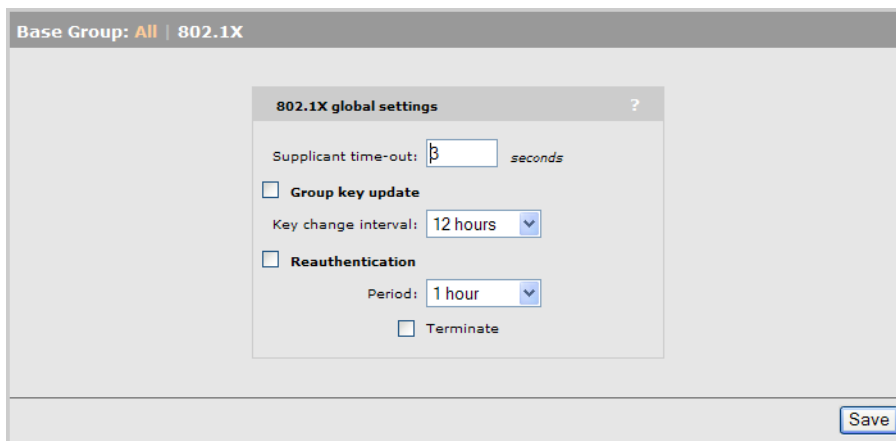 Base Group: All | 802.1X
802.1X global settings ?
Supplicant time-out: 3 seconds
Group key update
Key change interval: 12 hours
Reauthentication
Period: 1 hour
Terminate
Save